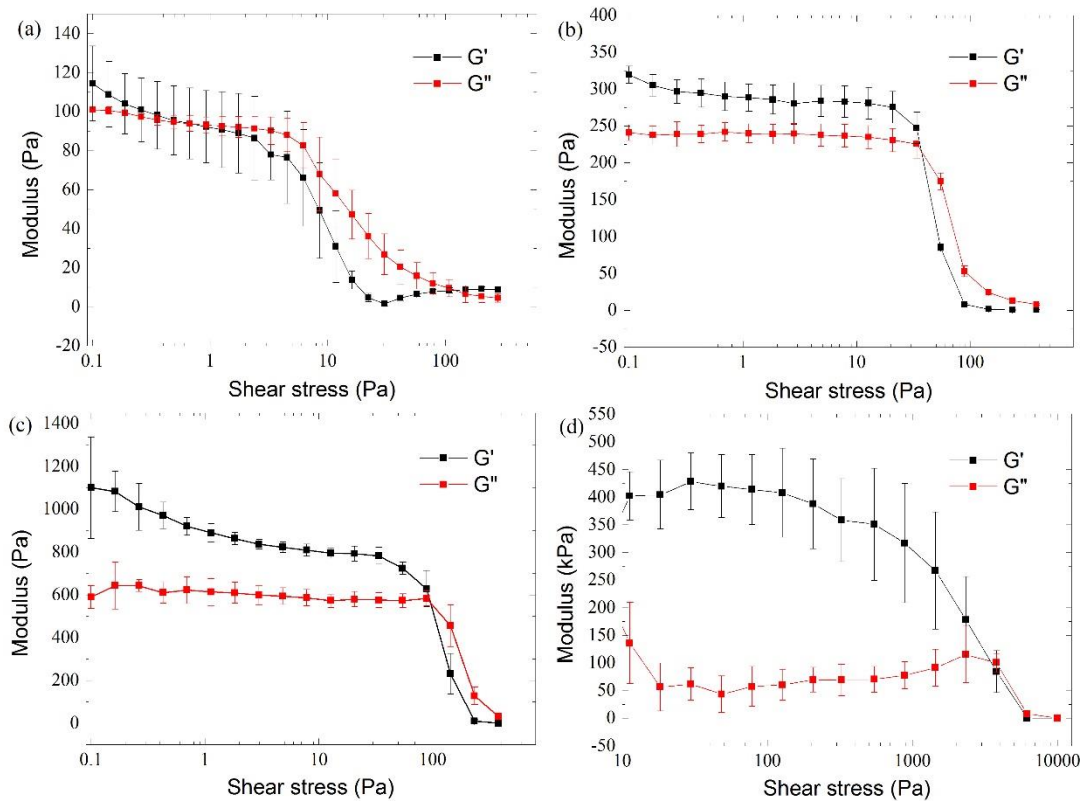 (a)
G'
G"
140
120
100
80
60
40
20
0
-20
Modulus (Pa)
0.1 1 10 100
Shear stress (Pa)
(b)
G'
G"
400
350
300
250
200
150
100
50
0
-50
Modulus (Pa)
0.1 1 10 100
Shear stress (Pa)
(c)
G'
G"
1400
1200
1000
800
600
400
200
0
Modulus (Pa)
0.1 1 10 100
Shear stress (Pa)
(d)
G'
G"
550
500
450
400
350
300
250
200
150
100
50
0
-50
Modulus (kPa)
10 100 1000 10000
Shear stress (Pa)